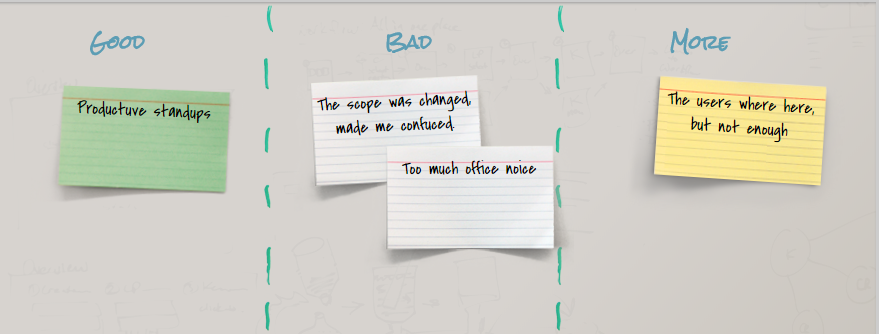 Good
Bad
More
Productuve standups
The scope was changed,
made me confuced.
Too much office noice
The users where here,
but not enough